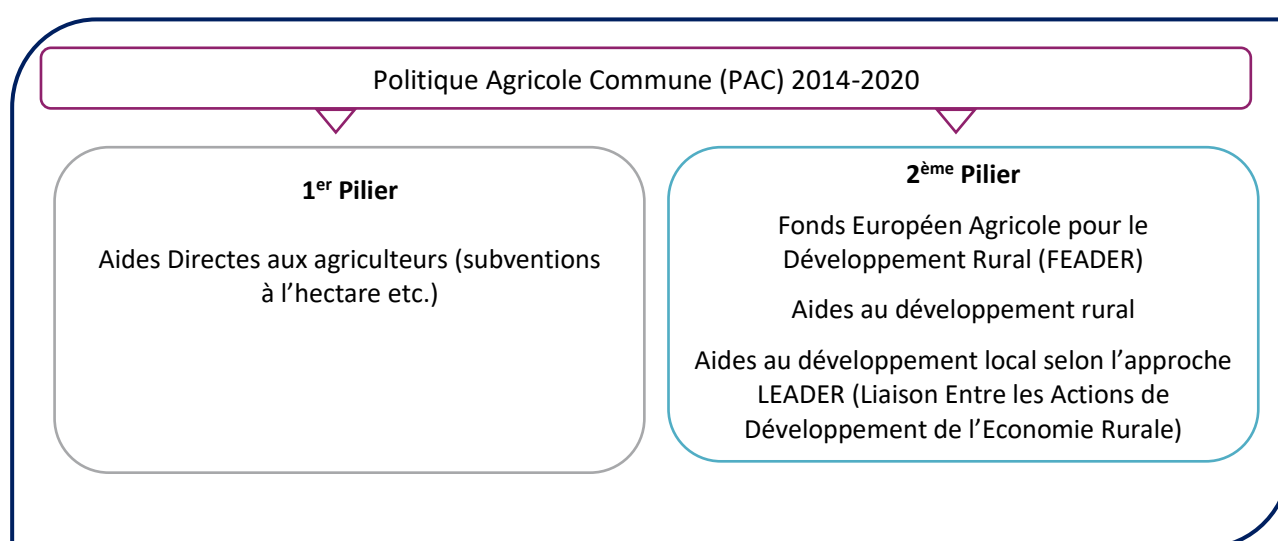 Politique Agricole Commune (PAC) 2014-2020
1er Pilier
Aides Directes aux agriculteurs (subventions
à l’hectare etc.)
2ème Pilier
Fonds Européen Agricole pour le
Développement Rural (FEADER)
Aides au développement rural
Aides au développement local selon l’approche
LEADER (Liaison Entre les Actions de
Développement de l’Economie Rurale)